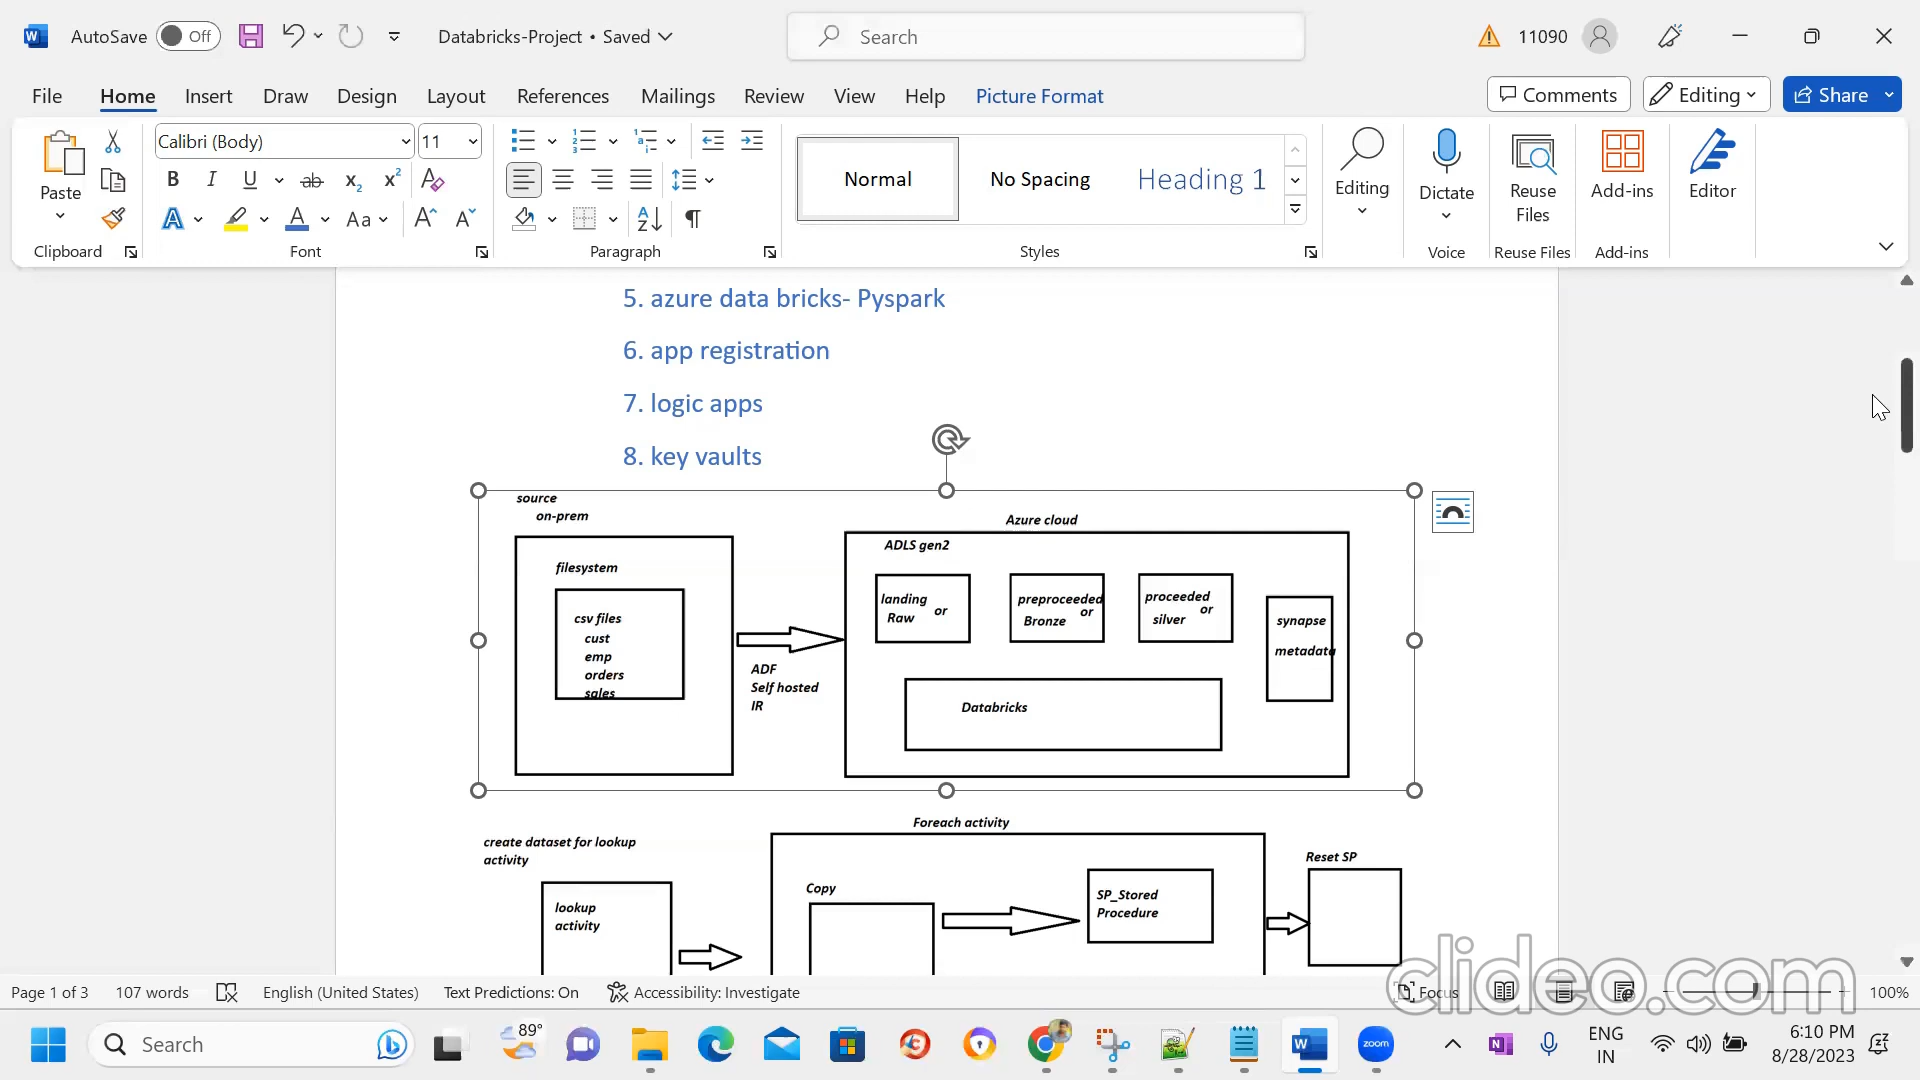 AutoSave Off Databricks-Project • Saved Search 11090
File Home Insert Draw Design Layout References Mailings Review View Help Picture Format Comments Editing Share
Paste
Clipboard
Calibri (Body) 11
Font
Paragraph
Normal No Spacing Heading 1
Styles
Editing
Dictate
Voice
Reuse
Files
Reuse Files
Add-ins
Add-ins
Editor
5. azure data bricks- Pyspark
6. app registration
7. logic apps
8. key vaults
source
on-prem
filesystem
csv files
cust
emp
orders
sales
ADF
Self hosted
IR
Azure cloud
ADLS gen2
landing or
Raw
preproceeded
or
Bronze
proceeded
or
silver
synapse
metadata
Databricks
create dataset for lookup
activity
lookup
activity
Foreach activity
Copy
SP_Stored
Procedure
Reset SP
clideo.com
Page 1 of 3 107 words English (United States) Text Predictions: On Accessibility: Investigate Focus 100%
Search 89° zoom ENG
IN
6:10 PM
8/28/2023